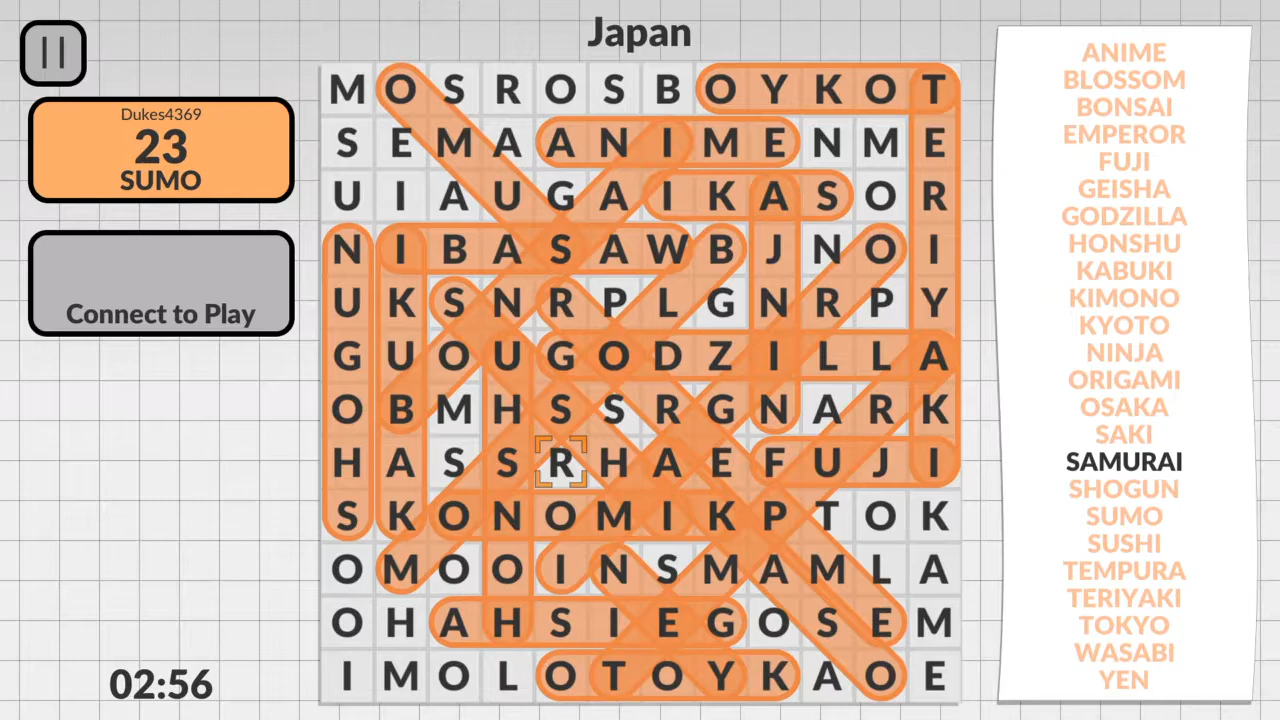 Japan
Dukes4369
23
SUMO
Connect to Play
02:56
M O S R O S B O Y K O T
S E M A A N I M E N M E
U I A U G A I K A S O R
N I B A S A W B J N O I
U K S N R P L G N R P Y
G U O U G O D Z I L L A
O B M H S S R G N A R K
H A S S R H A E F U J I
S K O N O M I K P T O K
O M O O I N S M A M L A
O H A H S I E G O S E M
I M O L O T O Y K A O E
ANIME
BLOSSOM
BONSAI
EMPEROR
FUJI
GEISHA
GODZILLA
HONSHU
KABUKI
KIMONO
KYOTO
NINJA
ORIGAMI
OSAKA
SAKI
SAMURAI
SHOGUN
SUMO
SUSHI
TEMPURA
TERIYAKI
TOKYO
WASABI
YEN